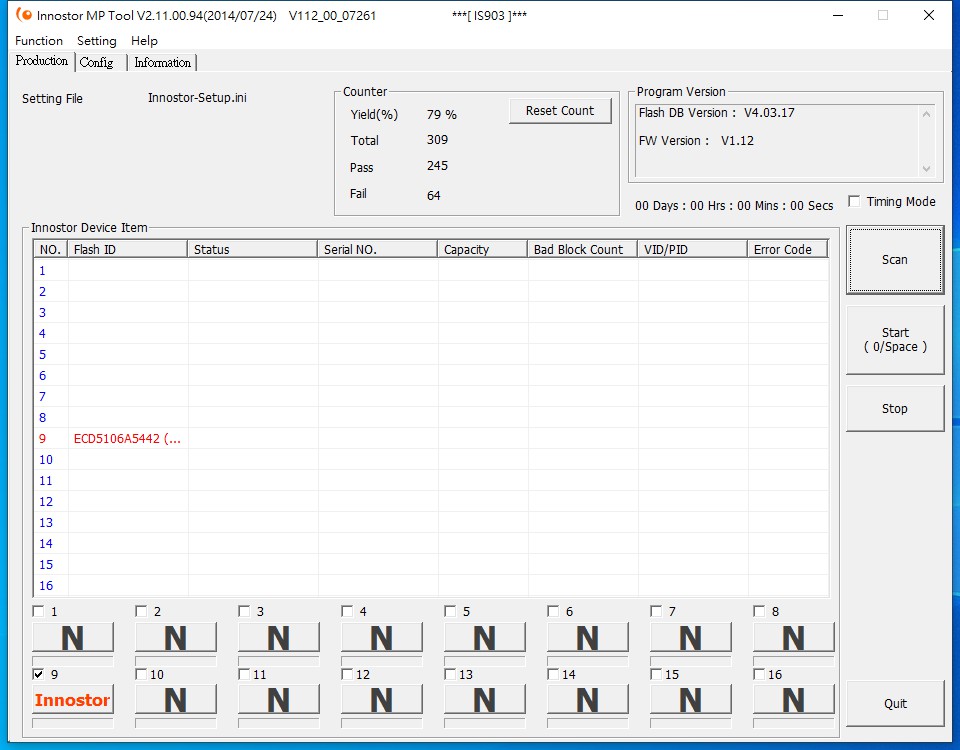 Innostor MP Tool V2.11.00.94(2014/07/24) V112_00_07261 ***[ IS903 ]***
Function Setting Help
Production Config Information
Setting File Innostor-Setup.ini
Counter
Yield(%) 79 %
Total 309
Pass 245
Fail 64
Reset Count
Program Version
Flash DB Version : V4.03.17
FW Version : V1.12
00 Days : 00 Hrs : 00 Mins : 00 Secs
Timing Mode
Innostor Device Item
NO. Flash ID Status Serial NO. Capacity Bad Block Count VID/PID Error Code
1
2
3
4
5
6
7
8
9 ECD5106A5442 (...
10
11
12
13
14
15
16
Scan
Start
( 0/Space )
Stop
1 2 3 4 5 6 7 8
N N N N N N N N
9 10 11 12 13 14 15 16
Innostor N N N N N N N
Quit